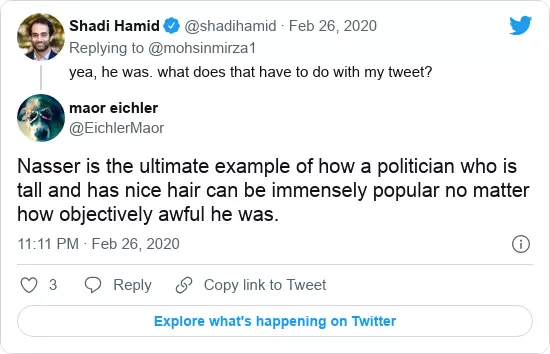 Shadi Hamid @shadihamid · Feb 26, 2020
Replying to @mohsinmirza1
yea, he was. what does that have to do with my tweet?
maor eichler
@EichlerMaor
Nasser is the ultimate example of how a politician who is
tall and has nice hair can be immensely popular no matter
how objectively awful he was.
11:11 PM · Feb 26, 2020
3 Reply Copy link to Tweet
Explore what's happening on Twitter